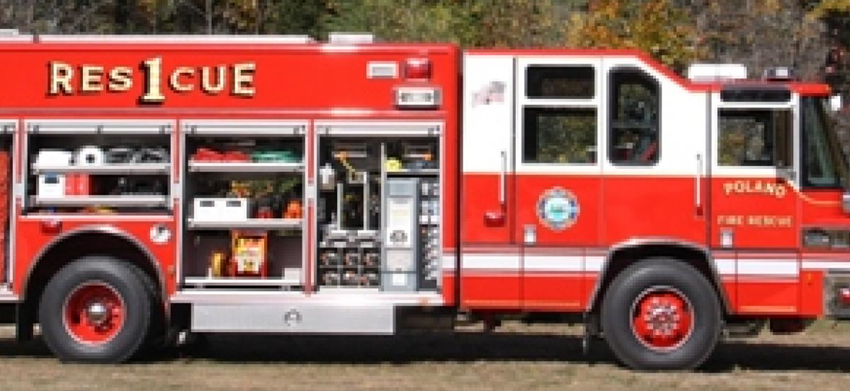 RES1CUE
POLAND
FIRE RESCUE